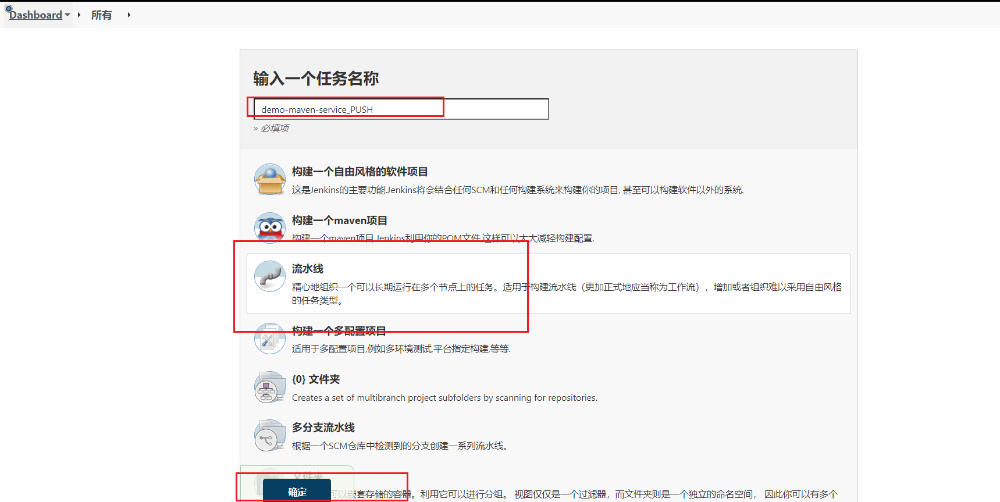 Dashboard
所有
输入一个任务名称
demo-maven-service_PUSH
» 必填项
构建一个自由风格的软件项目
这是Jenkins的主要功能.Jenkins将会结合任何SCM和任何构建系统来构建你的项目, 甚至可以构建软件以外的系统.
构建一个maven项目
构建一个maven项目.Jenkins利用你的POM文件,这样可以大大减轻构建配置.
流水线
精心地组织一个可以长期运行在多个节点上的任务。适用于构建流水线（更加正式地应当称为工作流），增加或者组织难以采用自由风格
的任务类型。
构建一个多配置项目
适用于多配置项目,例如多环境测试,平台指定构建,等等.
{0} 文件夹
Creates a set of multibranch project subfolders by scanning for repositories.
多分支流水线
根据一个SCM仓库中检测到的分支创建一系列流水线。
文件夹
可以嵌套存储的容器。利用它可以进行分组。 视图仅仅是一个过滤器，而文件夹则是一个独立的命名空间， 因此你可以有多个
确定